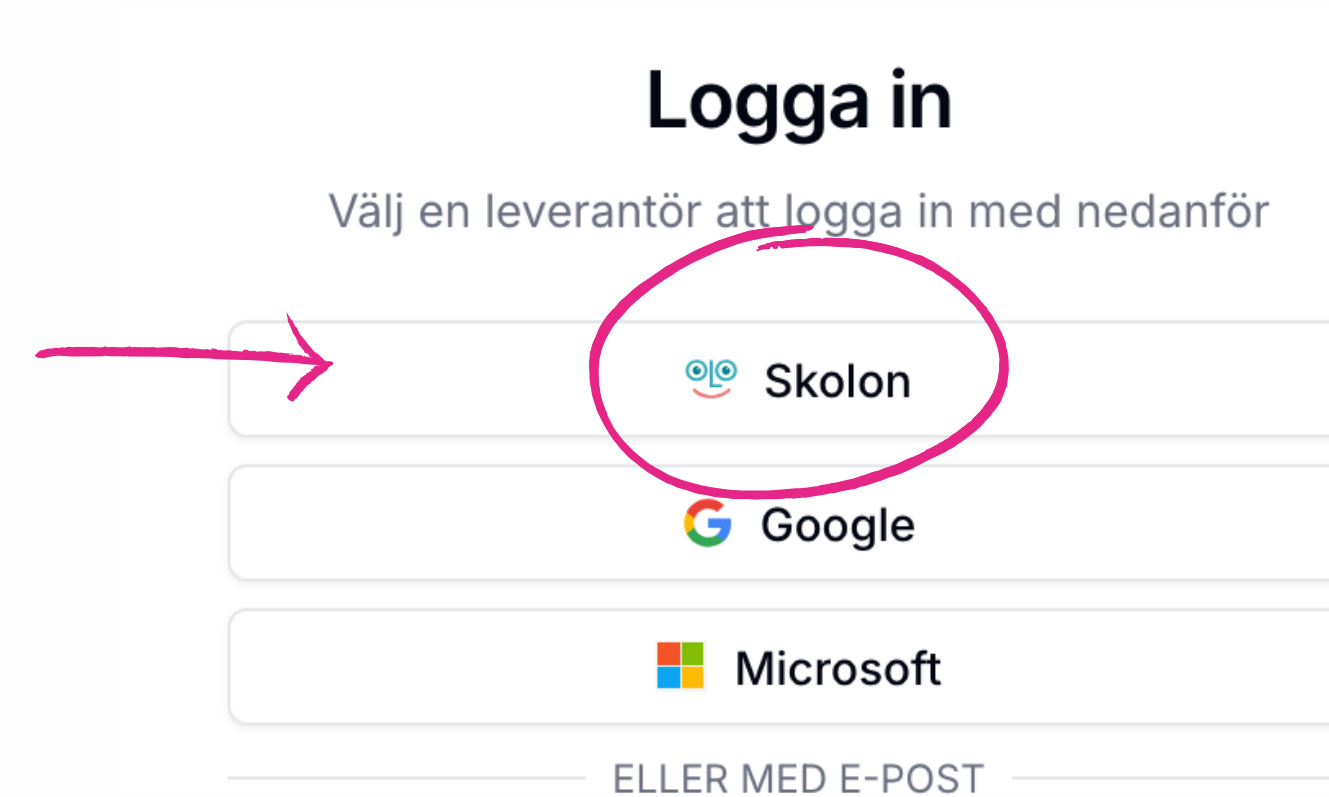 Logga in
Välj en leverantör att logga in med nedanför
Skolon
Google
Microsoft
ELLER MED E-POST